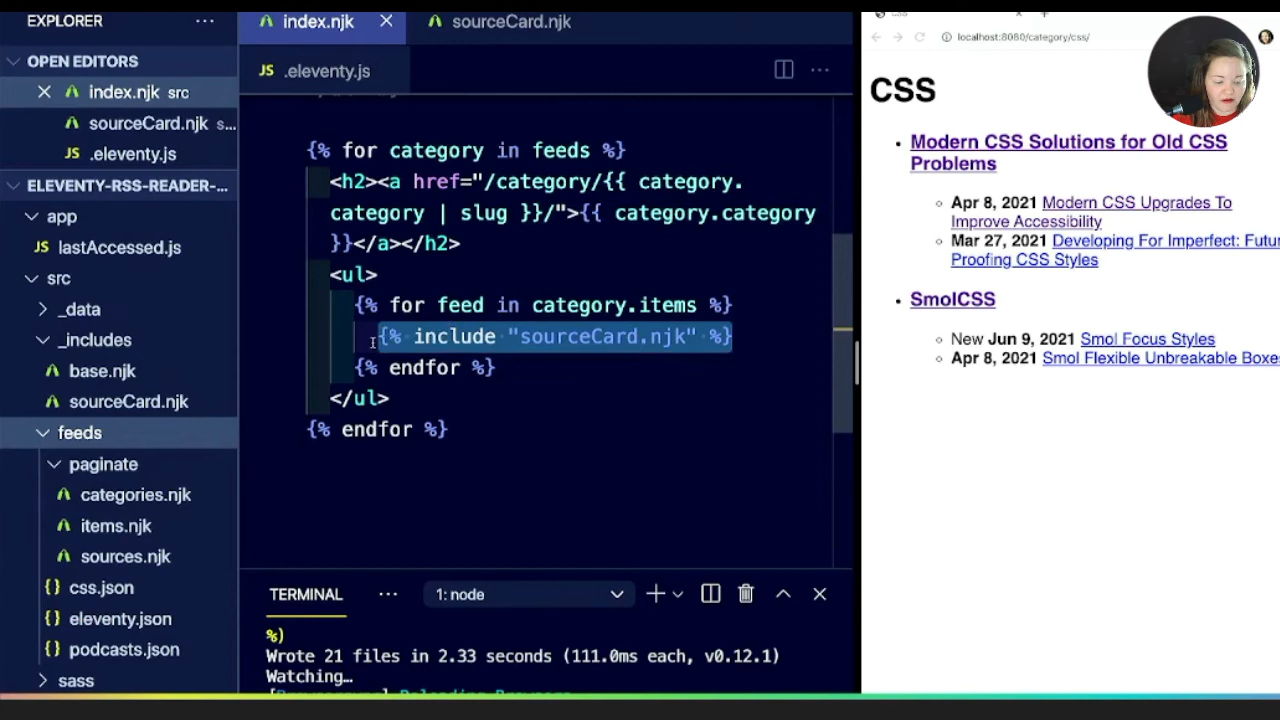 EXPLORER
OPEN EDITORS
index.njk src
sourceCard.njk s...
JS .eleventy.js
ELEVENTY-RSS-READER-...
app
JS lastAccessed.js
src
_data
_includes
base.njk
sourceCard.njk
feeds
paginate
categories.njk
items.njk
sources.njk
{} css.json
{} eleventy.json
{} podcasts.json
sass
index.njk
sourceCard.njk
JS .eleventy.js
{% for category in feeds %}
<h2><a href="/category/{{ category.
category | slug }}/">{{ category.category
}}</a></h2>
<ul>
{% for feed in category.items %}
{% include "sourceCard.njk" %}
{% endfor %}
</ul>
{% endfor %}
TERMINAL
1: node
%)
Wrote 21 files in 2.33 seconds (111.0ms each, v0.12.1)
Watching…
localhost:8080/category/css/
CSS
Modern CSS Solutions for Old CSS
Problems
Apr 8, 2021 Modern CSS Upgrades To
Improve Accessibility
Mar 27, 2021 Developing For Imperfect: Futur
Proofing CSS Styles
SmolCSS
New Jun 9, 2021 Smol Focus Styles
Apr 8, 2021 Smol Flexible Unbreakable Boxes